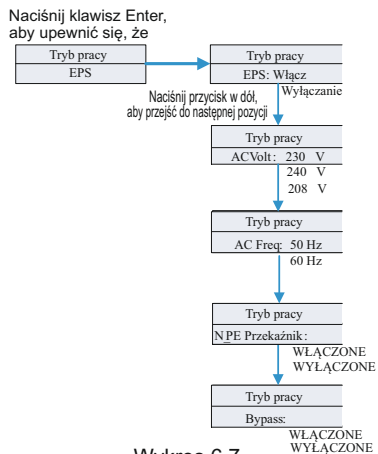 Naciśnij klawisz Enter,
aby upewnić się, że
Tryb pracy
EPS
Tryb pracy
EPS: Włącz
Wyłączanie
Naciśnij przycisk w dół,
aby przejść do następnej pozycji
Tryb pracy
ACVolt: 230 V
240 V
208 V
Tryb pracy
AC Freq: 50 Hz
60 Hz
Tryb pracy
N_PE Przekaźnik:
WŁĄCZONE
WYŁĄCZONE
Tryb pracy
Bypass:
WŁĄCZONE
WYŁĄCZONE